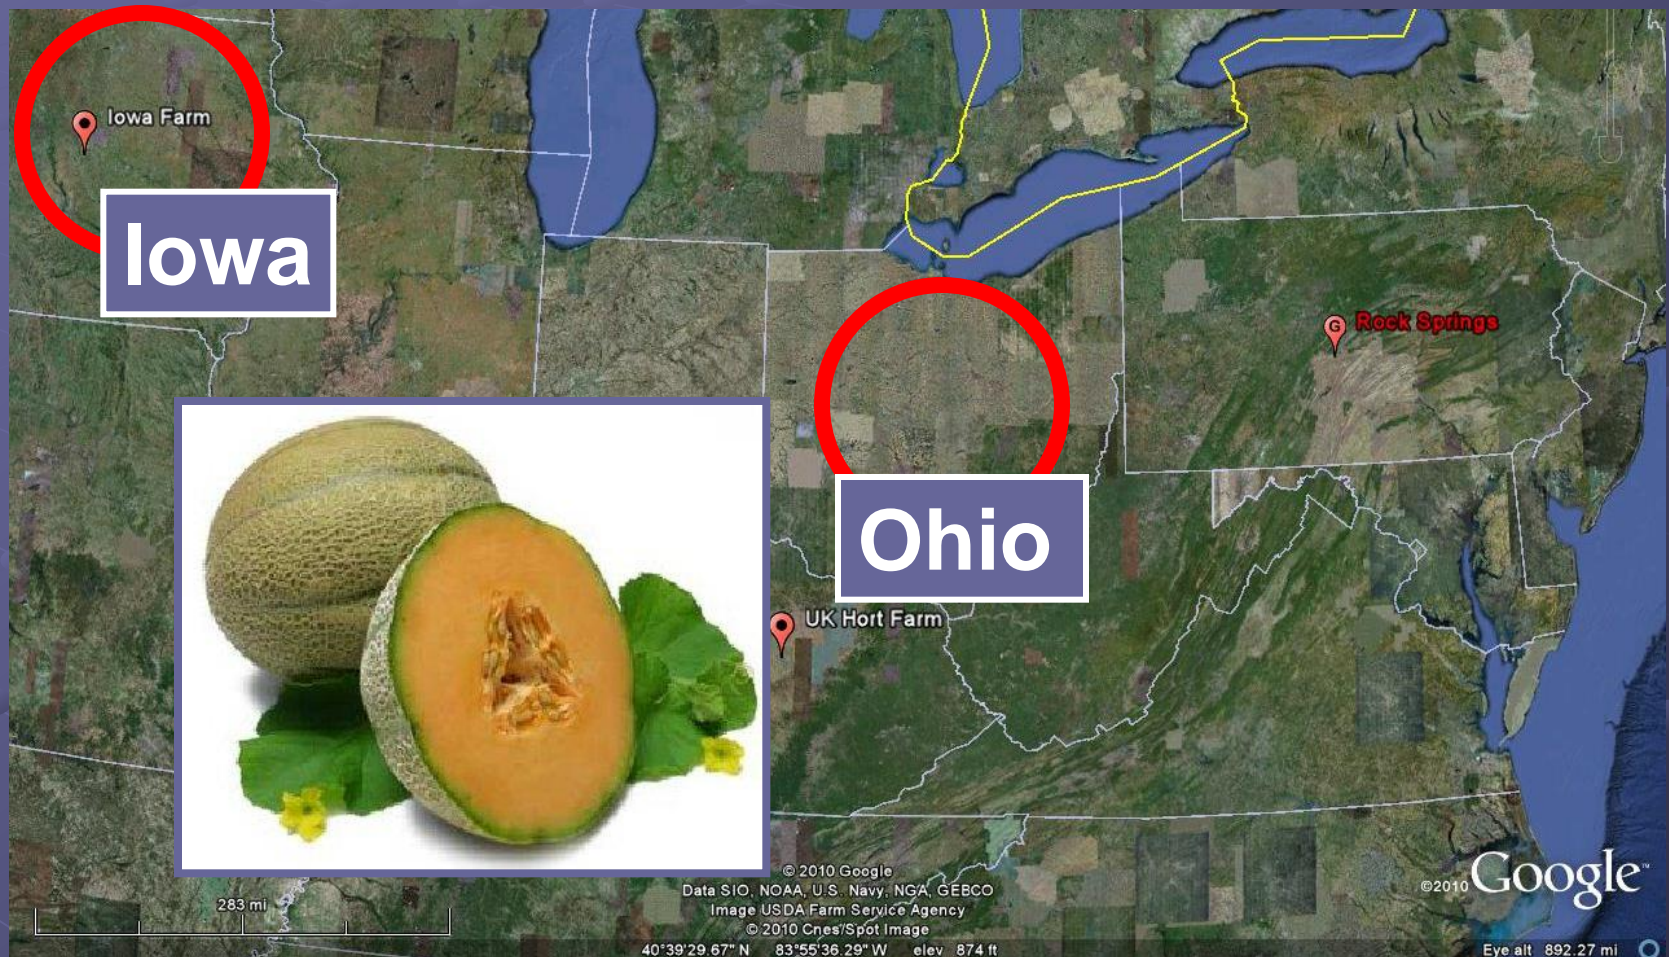 Iowa Farm
Iowa
G Rock Springs
Ohio
UK Hort Farm
© 2010 Google
Data SIO, NOAA, U.S. Navy, NGA, GEBCO
Image USDA Farm Service Agency
© 2010 Cnes/Spot Image
©2010 Google™
283 mi
40°39'29.67" N 83°55'36.29" W elev 874 ft
Eye alt 892.27 mi